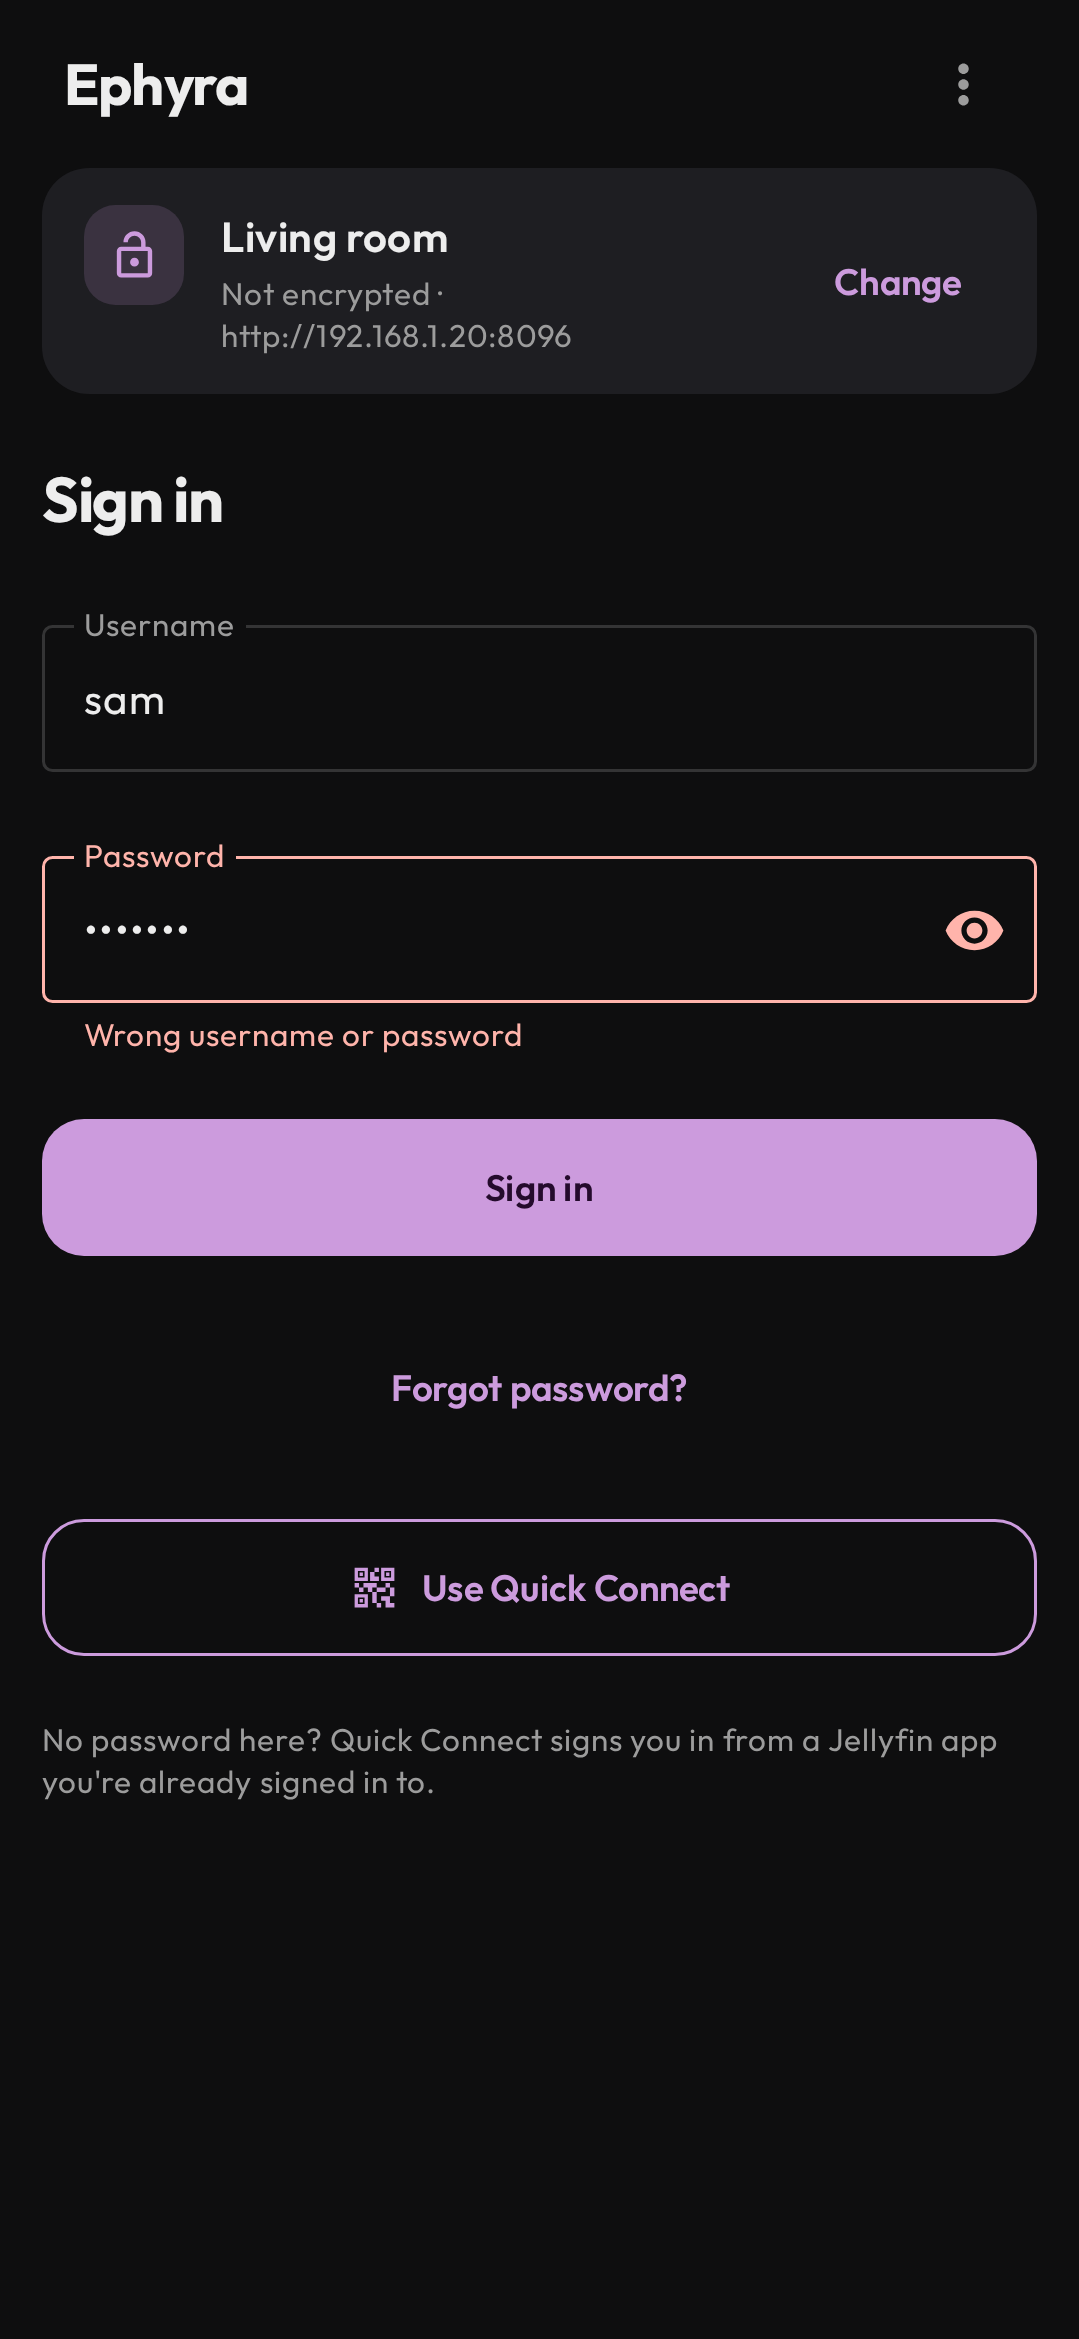 Ephyra
Living room
Not encrypted ·
http://192.168.1.20:8096
Change
Sign in
Username
sam
Password
•••••••
Wrong username or password
Sign in
Forgot password?
Use Quick Connect
No password here? Quick Connect signs you in from a Jellyfin app
you're already signed in to.